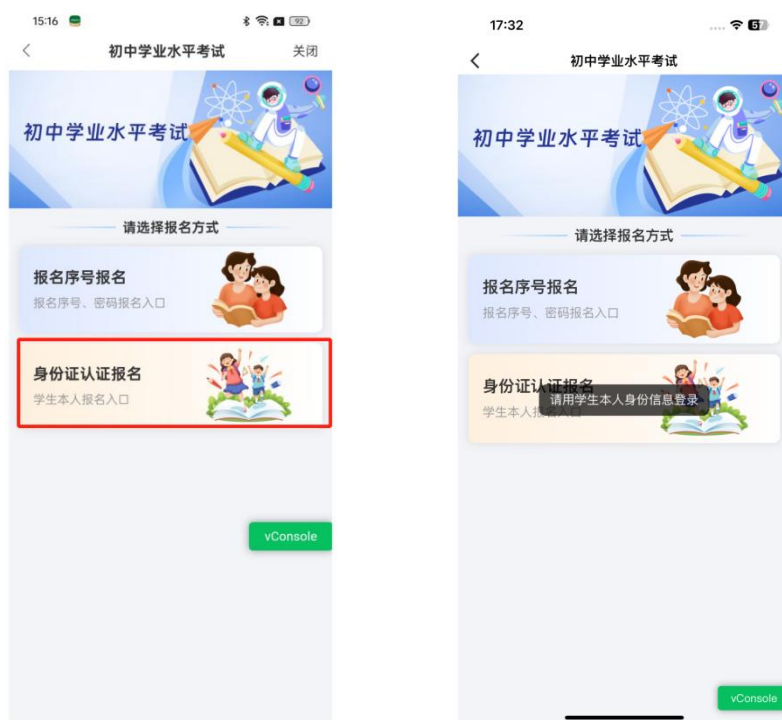 15:16
92
初中学业水平考试
关闭
初中学业水平考试
请选择报名方式
报名序号报名
报名序号、密码报名入口
身份证认证报名
学生本人报名入口
vConsole
17:32
57
初中学业水平考试
初中学业水平考试
请选择报名方式
报名序号报名
报名序号、密码报名入口
身份证认证报名
请用学生本人身份信息登录
学生本人报名入口
vConsole